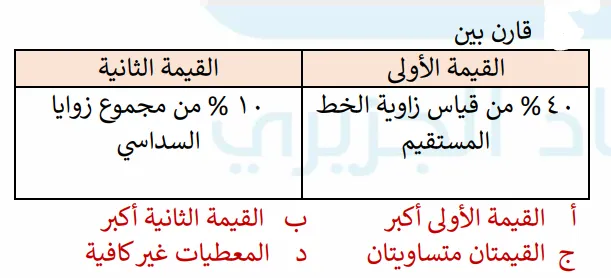 قارن بين
القيمة الأولى القيمة الثانية
٤٠ % من قياس زاوية الخط المستقيم
١٠ % من مجموع زوايا السداسي
أ القيمة الأولى أكبر ب القيمة الثانية أكبر
ج القيمتان متساويتان د المعطيات غير كافية